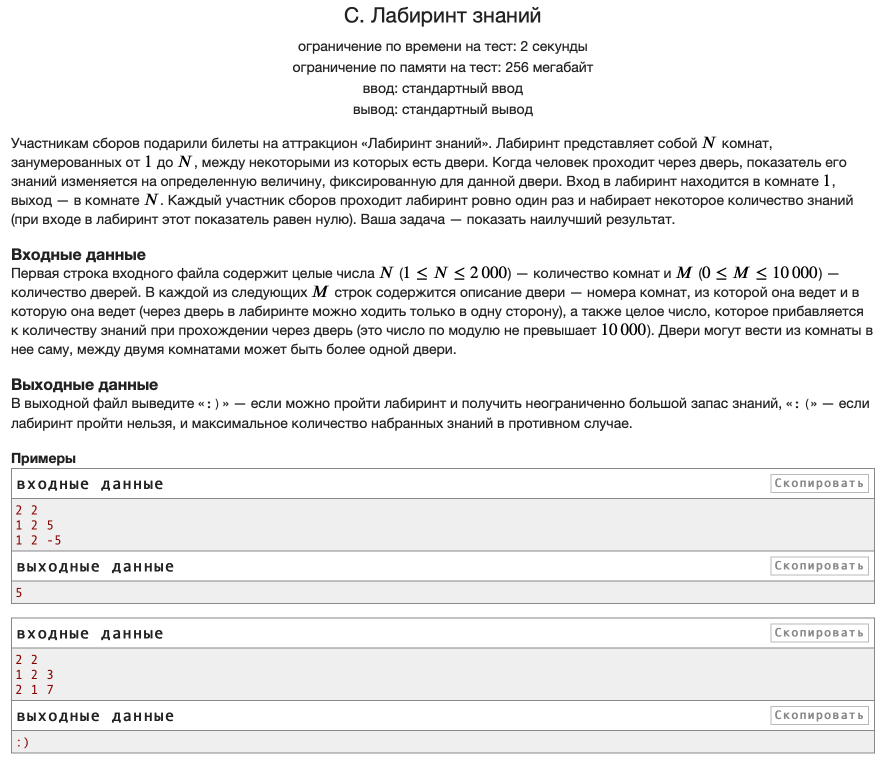 C. Лабиринт знаний
ограничение по времени на тест: 2 секунды
ограничение по памяти на тест: 256 мегабайт
ввод: стандартный ввод
вывод: стандартный вывод
Участникам сборов подарили билеты на аттракцион «Лабиринт знаний». Лабиринт представляет собой N комнат,
занумерованных от 1 до N, между некоторыми из которых есть двери. Когда человек проходит через дверь, показатель его
знаний изменяется на определенную величину, фиксированную для данной двери. Вход в лабиринт находится в комнате 1,
выход — в комнате N. Каждый участник сборов проходит лабиринт ровно один раз и набирает некоторое количество знаний
(при входе в лабиринт этот показатель равен нулю). Ваша задача — показать наилучший результат.
Входные данные
Первая строка входного файла содержит целые числа N (1 ≤ N ≤ 2 000) — количество комнат и M (0 ≤ M ≤ 10 000) —
количество дверей. В каждой из следующих M строк содержится описание двери — номера комнат, из которой она ведет и в
которую она ведет (через дверь в лабиринте можно ходить только в одну сторону), а также целое число, которое прибавляется
к количеству знаний при прохождении через дверь (это число по модулю не превышает 10 000). Двери могут вести из комнаты в
нее саму, между двумя комнатами может быть более одной двери.
Выходные данные
В выходной файл выведите «:)» — если можно пройти лабиринт и получить неограниченно большой запас знаний, «:(» — если
лабиринт пройти нельзя, и максимальное количество набранных знаний в противном случае.
Примеры
входные данные Скопировать
2 2
1 2 5
1 2 -5
выходные данные Скопировать
5
входные данные Скопировать
2 2
1 2 3
2 1 7
выходные данные Скопировать
:)